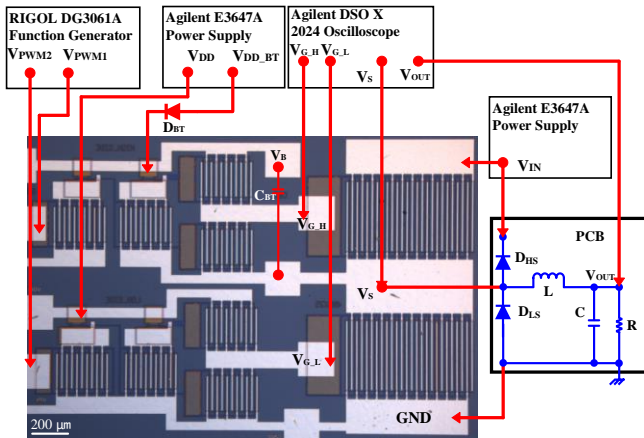 RIGOL DG3061A
Function Generator
VPWM2 VPWM1
Agilent E3647A
Power Supply
VDD VDD_BT
Agilent DSO X
2024 Oscilloscope
VG_H VG_L
VS
VOUT
DBT
Agilent E3647A
Power Supply
VIN
VB
CBT
VG_H
VS
PCB
DHS
VOUT
L
DLS
C
R
VG_L
GND
200 μm